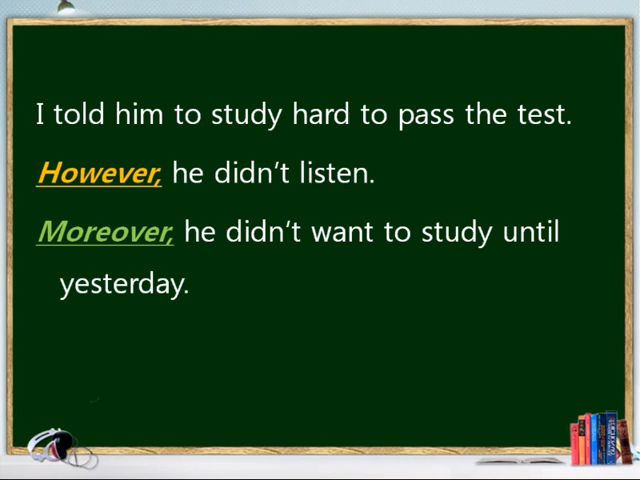 I told him to study hard to pass the test.
However, he didn't listen.
Moreover, he didn't want to study until
yesterday.